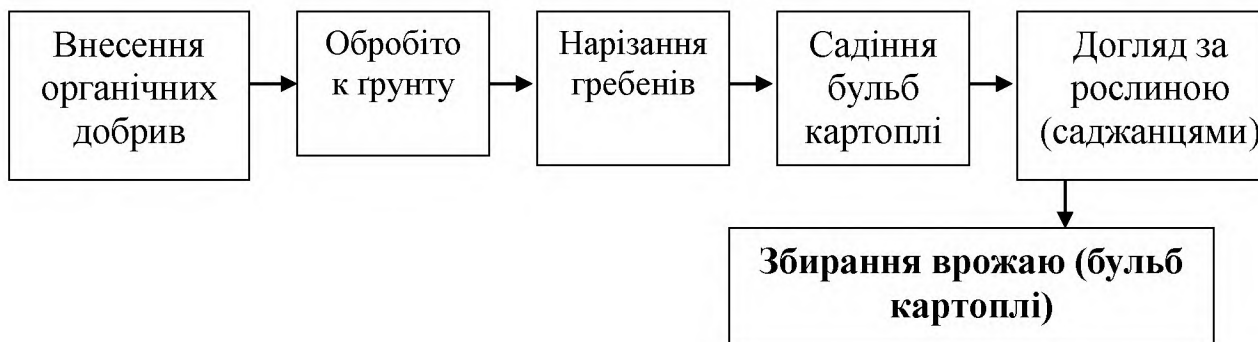 Внесення
органічних
добрив
Обробіто
к ґрунту
Нарізання
гребенів
Садіння
бульб
картоплі
Догляд за
рослиною
(саджанцями)
Збирання врожаю (бульб
картоплі)